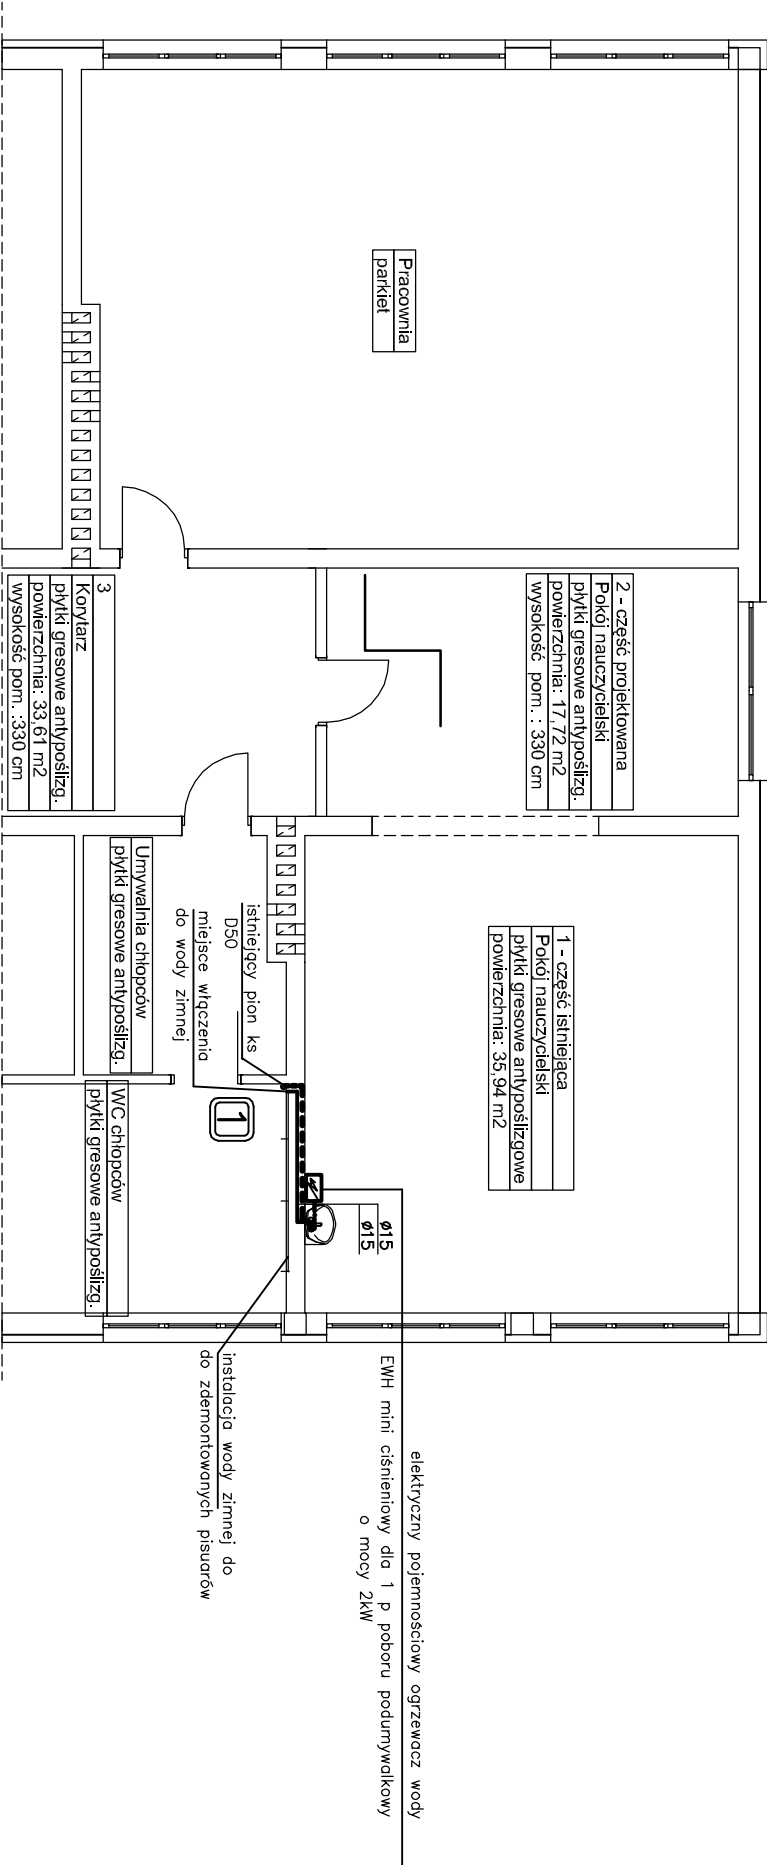 Pracownia
parkiet
2 - część projektowana
Pokój nauczycielski
płytki gresowe antypoślizg.
powierzchnia: 17,72 m2
wysokość pom. : 330 cm
3
Korytarz
płytki gresowe antypoślizg.
powierzchnia: 33,61 m2
wysokość pom. :330 cm
1 - część istniejąca
Pokój nauczycielski
płytki gresowe antypoślizgowe
powierzchnia: 35,94 m2
Umywalnia chłopców
płytki gresowe antypoślizg.
istniejący pion ks
D50
miejsce włączenia
do wody zimnej
WC chłopców
płytki gresowe antypoślizg.
1
ø15
ø15
elektryczny pojemnościowy ogrzewacz wody
EWH mini ciśnieniowy dla 1 p poboru podumywalkowy
o mocy 2kW
instalacja wody zimnej do
do zdemontowanych pisuarów